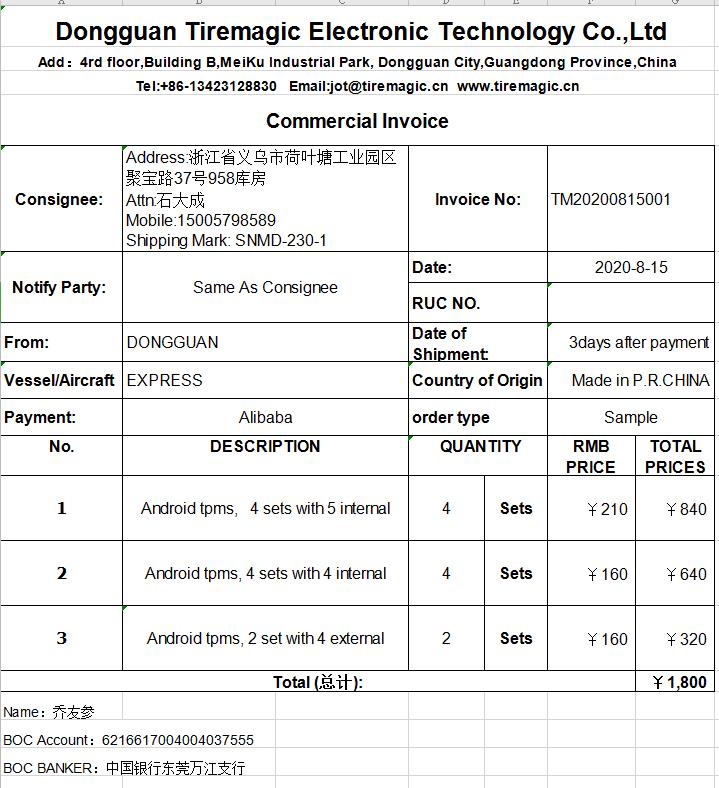 Dongguan Tiremagic Electronic Technology Co.,Ltd
Add：4rd floor,Building B,MeiKu Industrial Park, Dongguan City,Guangdong Province,China
Tel:+86-13423128830 Email:jot@tiremagic.cn www.tiremagic.cn
Commercial Invoice
Consignee:
Address:浙江省义乌市荷叶塘工业园区
聚宝路37号958库房
Attn:石大成
Mobile:15005798589
Shipping Mark: SNMD-230-1
Invoice No:
TM20200815001
Notify Party:
Same As Consignee
Date:
2020-8-15
RUC NO.
From:
DONGGUAN
Date of
Shipment:
3days after payment
Vessel/Aircraft
EXPRESS
Country of Origin
Made in P.R.CHINA
Payment:
Alibaba
order type
Sample
No.
DESCRIPTION
QUANTITY
RMB
PRICE
TOTAL
PRICES
1
Android tpms, 4 sets with 5 internal
4
Sets
￥210
￥840
2
Android tpms, 4 sets with 4 internal
4
Sets
￥160
￥640
3
Android tpms, 2 set with 4 external
2
Sets
￥160
￥320
Total (总计):
￥1,800
Name：乔友参
BOC Account：6216617004004037555
BOC BANKER：中国银行东莞万江支行